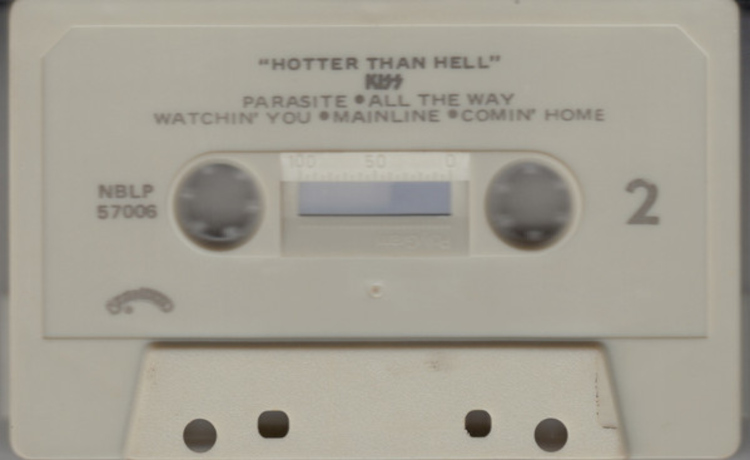 "HOTTER THAN HELL"
KISS
PARASITE • ALL THE WAY
WATCHIN' YOU • MAINLINE • COMIN' HOME
100 50 0
NBLP
57006
2